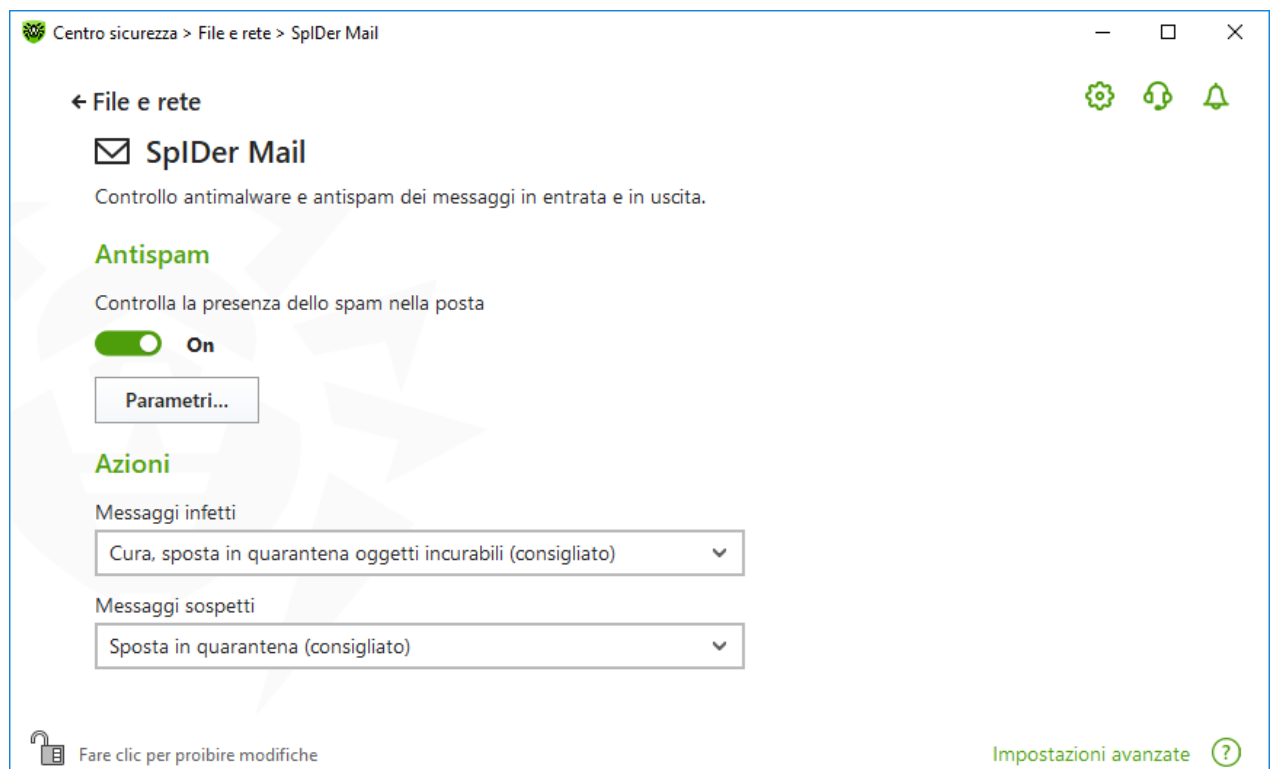 Centro sicurezza > File e rete > SpIDer Mail
File e rete
SpIDer Mail
Controllo antimalware e antispam dei messaggi in entrata e in uscita.
Antispam
Controlla la presenza dello spam nella posta
On
Parametri...
Azioni
Messaggi infetti
Cura, sposta in quarantena oggetti incurabili (consigliato)
Messaggi sospetti
Sposta in quarantena (consigliato)
Fare clic per proibire modifiche
Impostazioni avanzate ?